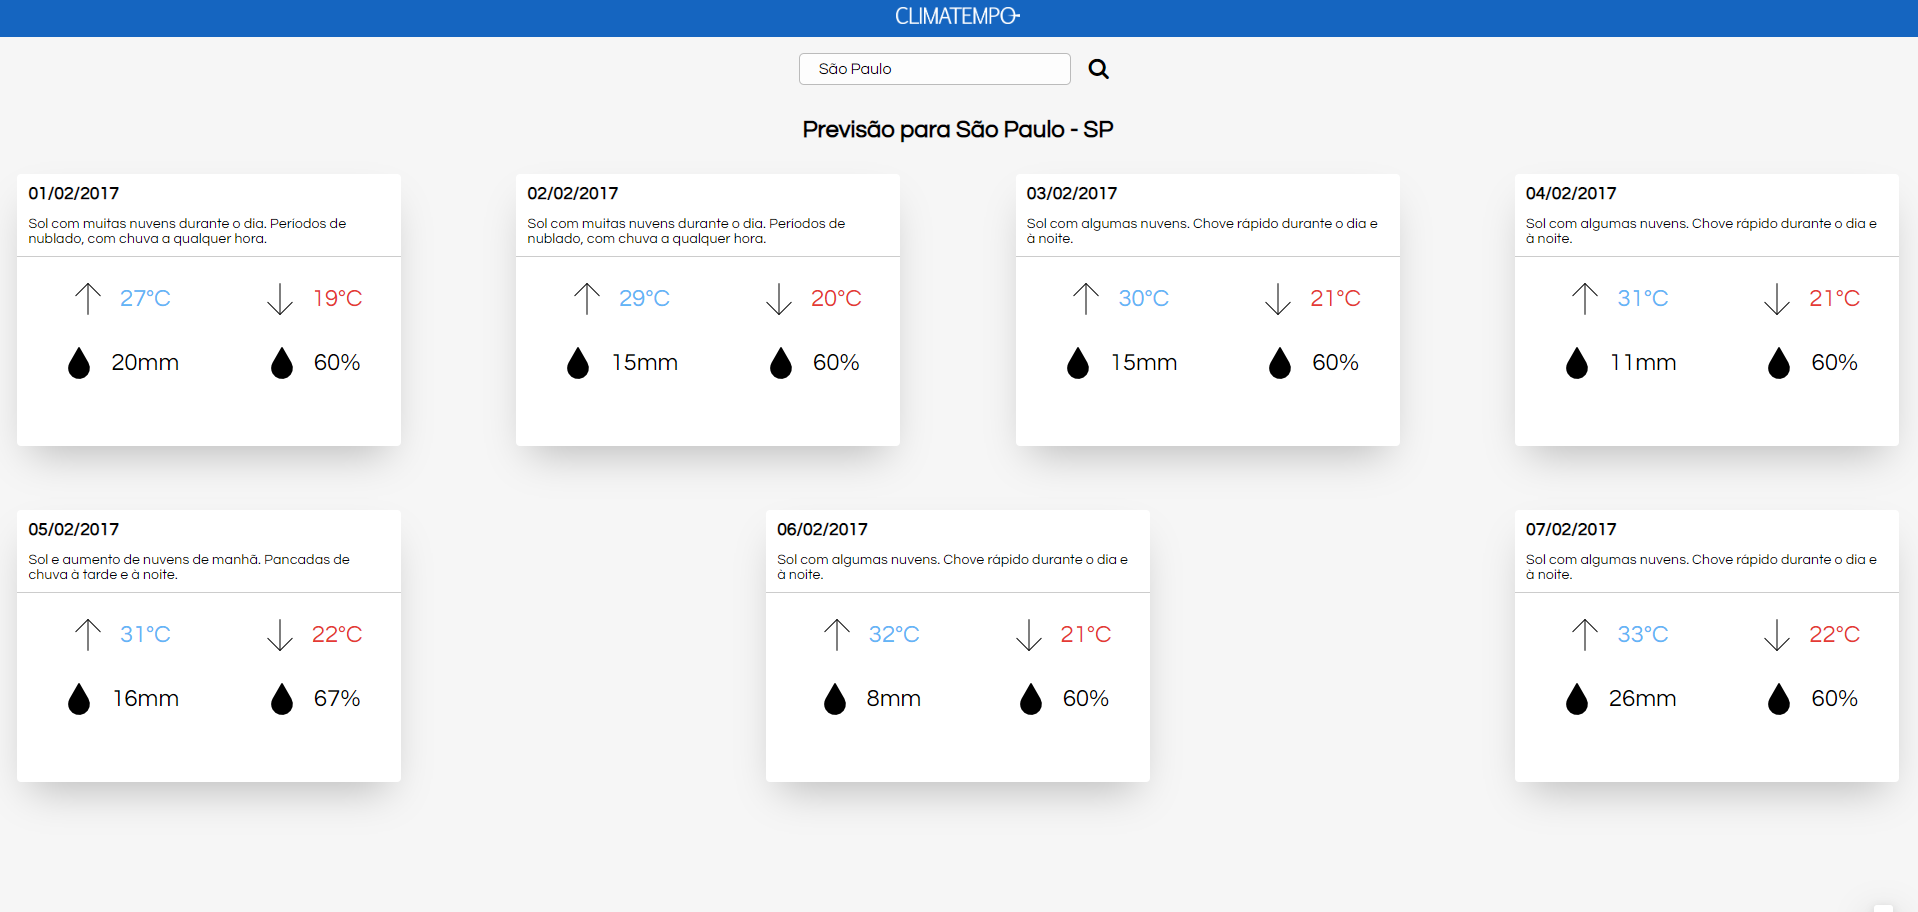 CLIMATEMPO
São Paulo
Previsão para São Paulo - SP
01/02/2017
Sol com muitas nuvens durante o dia. Periodos de
nublado, com chuva a qualquer hora.
27°C
19°C
20mm
60%
02/02/2017
Sol com muitas nuvens durante o dia. Periodos de
nublado, com chuva a qualquer hora.
29°C
20°C
15mm
60%
03/02/2017
Sol com algumas nuvens. Chove rápido durante o dia e
à noite.
30°C
21°C
15mm
60%
04/02/2017
Sol com algumas nuvens. Chove rápido durante o dia e
à noite.
31°C
21°C
11mm
60%
05/02/2017
Sol e aumento de nuvens de manhã. Pancadas de
chuva à tarde e à noite.
31°C
22°C
16mm
67%
06/02/2017
Sol com algumas nuvens. Chove rápido durante o dia e
à noite.
32°C
21°C
8mm
60%
07/02/2017
Sol com algumas nuvens. Chove rápido durante o dia e
à noite.
33°C
22°C
26mm
60%